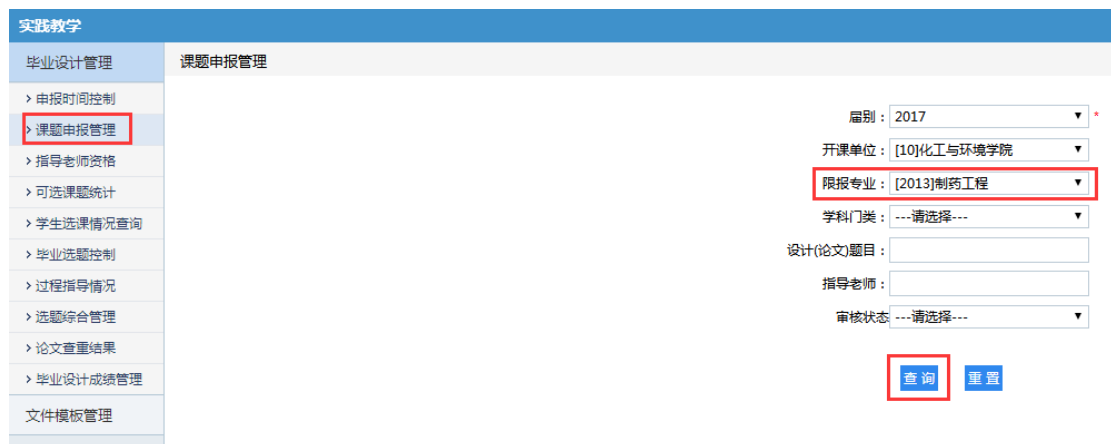 实践教学
毕业设计管理
课题申报管理
> 申报时间控制
> 课题申报管理
> 指导老师资格
> 可选课题统计
> 学生选课情况查询
> 毕业选题控制
> 过程指导情况
> 选题综合管理
> 论文查重结果
> 毕业设计成绩管理
文件模板管理
届别： 2017 *
开课单位： [10]化工与环境学院
限报专业： [2013]制药工程
学科门类： ---请选择---
设计(论文)题目：
指导老师：
审核状态 ---请选择---
查 询 重 置